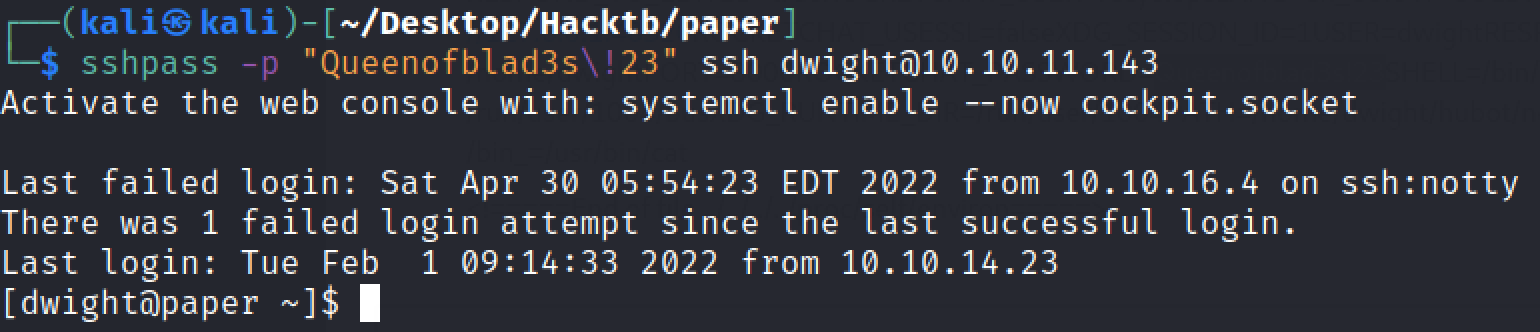 ┌──(kali㉿kali)-[~/Desktop/Hacktb/paper]
└─$ sshpass -p "Queenofblad3s\!23" ssh dwight@10.10.11.143
Activate the web console with: systemctl enable --now cockpit.socket
Last failed login: Sat Apr 30 05:54:23 EDT 2022 from 10.10.16.4 on ssh:notty
There was 1 failed login attempt since the last successful login.
Last login: Tue Feb  1 09:14:33 2022 from 10.10.14.23
[dwight@paper ~]$